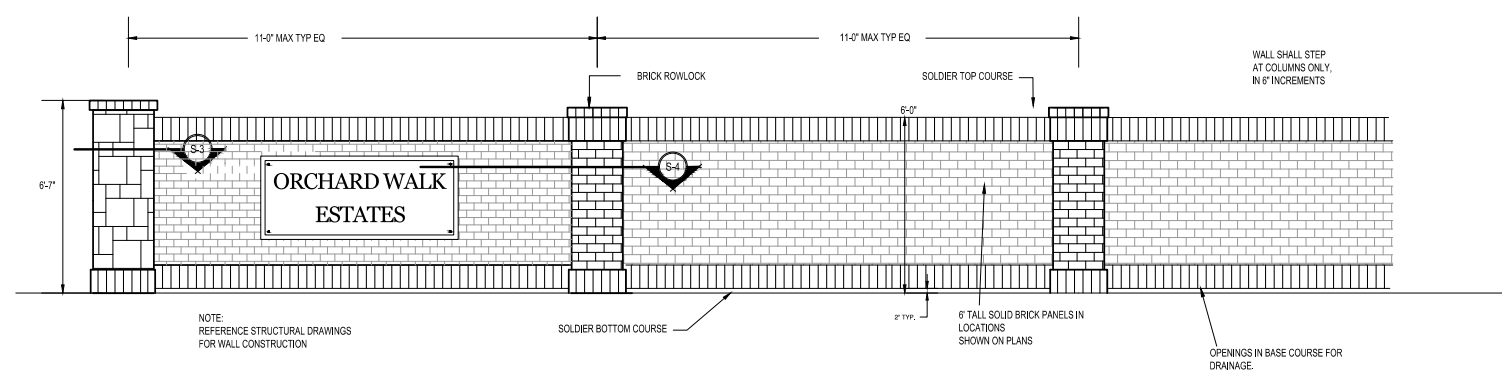 11-0" MAX TYP EQ
11-0" MAX TYP EQ
WALL SHALL STEP
AT COLUMNS ONLY,
IN 6" INCREMENTS
BRICK ROWLOCK
SOLDIER TOP COURSE
6'-0"
S-3
S-4
6'-7"
ORCHARD WALK
ESTATES
NOTE:
REFERENCE STRUCTURAL DRAWINGS
FOR WALL CONSTRUCTION
SOLDIER BOTTOM COURSE
2" TYP.
6' TALL SOLID BRICK PANELS IN
LOCATIONS
SHOWN ON PLANS
OPENINGS IN BASE COURSE FOR
DRAINAGE.